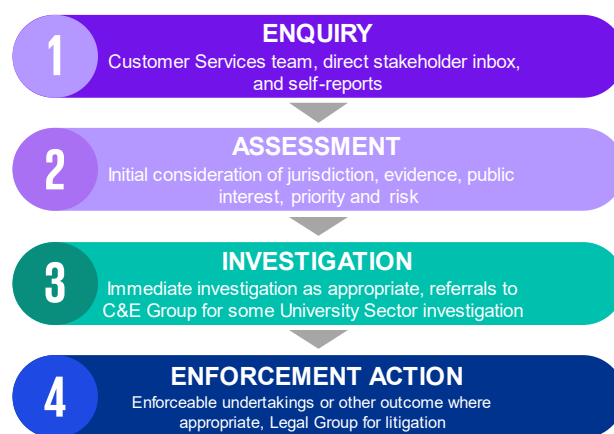 1
ENQUIRY
Customer Services team, direct stakeholder inbox,
and self-reports
2
ASSESSMENT
Initial consideration of jurisdiction, evidence, public
interest, priority and risk
3
INVESTIGATION
Immediate investigation as appropriate, referrals to
C&E Group for some University Sector investigation
4
ENFORCEMENT ACTION
Enforceable undertakings or other outcome where
appropriate, Legal Group for litigation